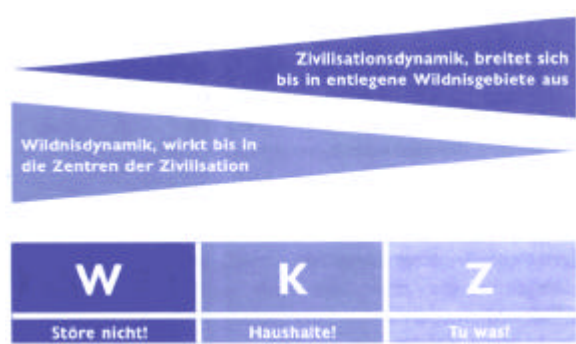 Zivilisationsdynamik, breitet sich
bis in entlegene Wildnisgebiete aus
Wildnisdynamik, wirkt bis in
die Zentren der Zivilisation
W K Z
Störe nicht! Haushalte! Tu was!